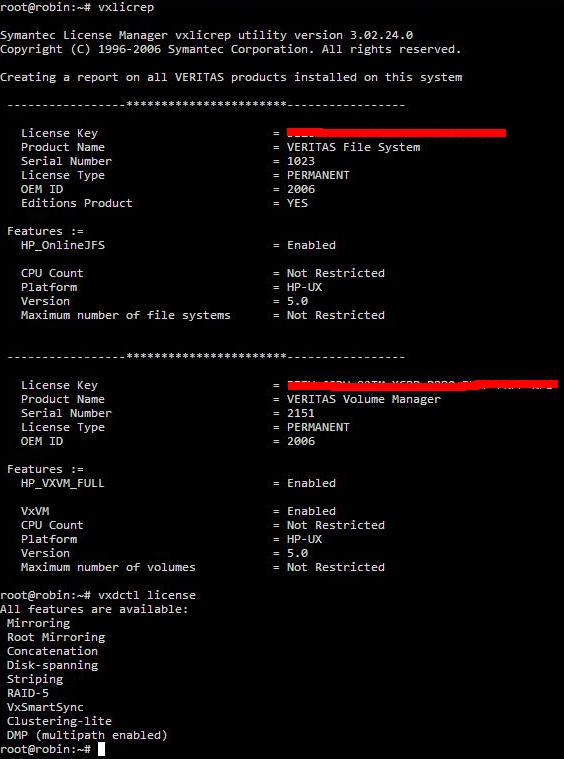 root@robin:~# vxlicrep
Symantec License Manager vxlicrep utility version 3.02.24.0
Copyright (C) 1996-2006 Symantec Corporation. All rights reserved.
Creating a report on all VERITAS products installed on this system
-----------------***********************-----------------
License Key = 
Product Name = VERITAS File System
Serial Number = 1023
License Type = PERMANENT
OEM ID = 2006
Editions Product = YES
Features :=
HP_OnlineJFS = Enabled
CPU Count = Not Restricted
Platform = HP-UX
Version = 5.0
Maximum number of file systems = Not Restricted
-----------------***********************-----------------
License Key = 
Product Name = VERITAS Volume Manager
Serial Number = 2151
License Type = PERMANENT
OEM ID = 2006
Features :=
HP_VXVM_FULL = Enabled
VxVM = Enabled
CPU Count = Not Restricted
Platform = HP-UX
Version = 5.0
Maximum number of volumes = Not Restricted
root@robin:~# vxdctl license
All features are available:
Mirroring
Root Mirroring
Concatenation
Disk-spanning
Striping
RAID-5
VxSmartSync
Clustering-lite
DMP (multipath enabled)
root@robin:~#